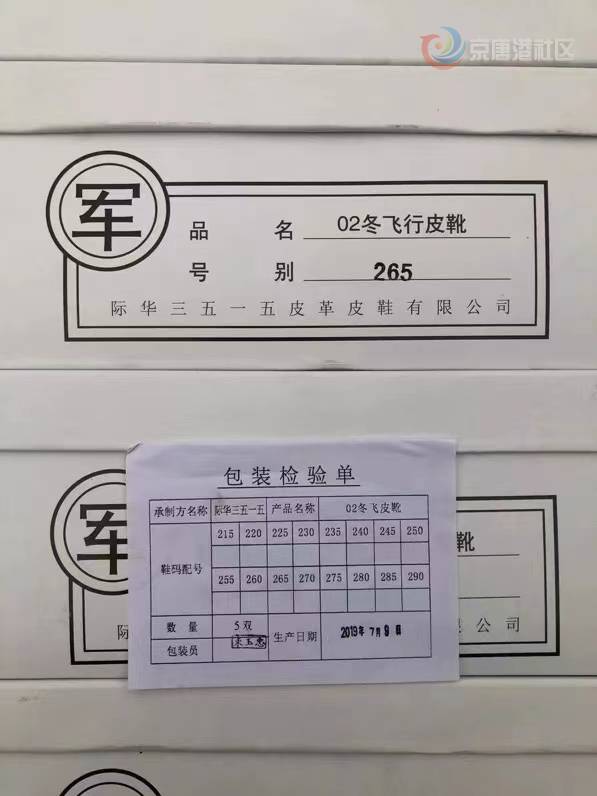 京唐港社区
军
品 名 02冬飞行皮靴
号 别 265
际华三五一五皮革皮鞋有限公司
包装检验单
承制方名称 际华三五一五 产品名称 02冬飞皮靴
鞋码配号
215 220 225 230 235 240 245 250
255 260 265 270 275 280 285 290
数量 5双
包装员
生产日期 2019年7月9日
军
靴
际
限公司